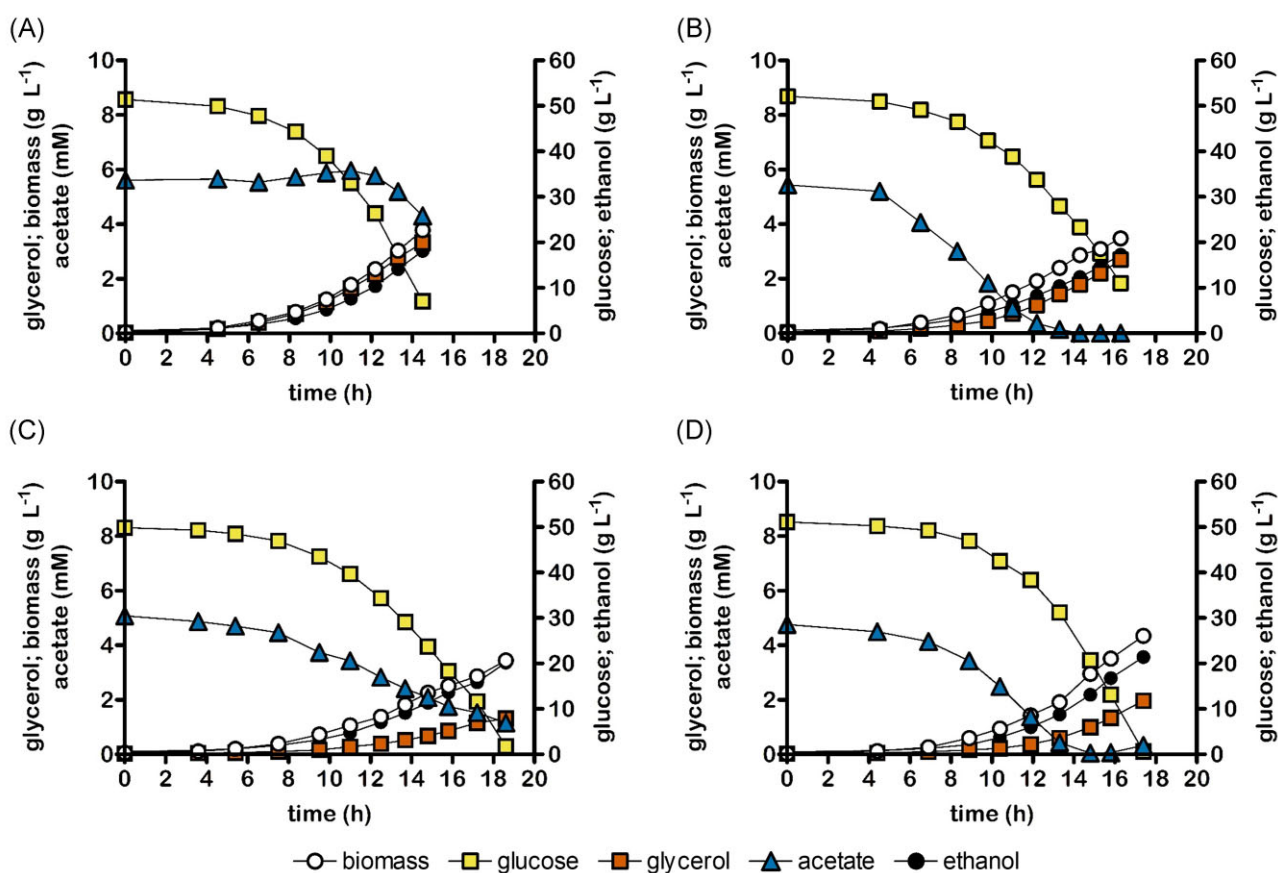 (A)
glycerol; biomass (g L⁻¹)
acetate (mM)
10
8
6
4
2
0
60
50
40
30
20
10
0
glucose; ethanol (g L⁻¹)
0 2 4 6 8 10 12 14 16 18 20
time (h)
(B)
glycerol; biomass (g L⁻¹)
acetate (mM)
10
8
6
4
2
0
60
50
40
30
20
10
0
glucose; ethanol (g L⁻¹)
0 2 4 6 8 10 12 14 16 18 20
time (h)
(C)
glycerol; biomass (g L⁻¹)
acetate (mM)
10
8
6
4
2
0
60
50
40
30
20
10
0
glucose; ethanol (g L⁻¹)
0 2 4 6 8 10 12 14 16 18 20
time (h)
(D)
glycerol; biomass (g L⁻¹)
acetate (mM)
10
8
6
4
2
0
60
50
40
30
20
10
0
glucose; ethanol (g L⁻¹)
0 2 4 6 8 10 12 14 16 18 20
time (h)
biomass glucose glycerol acetate ethanol